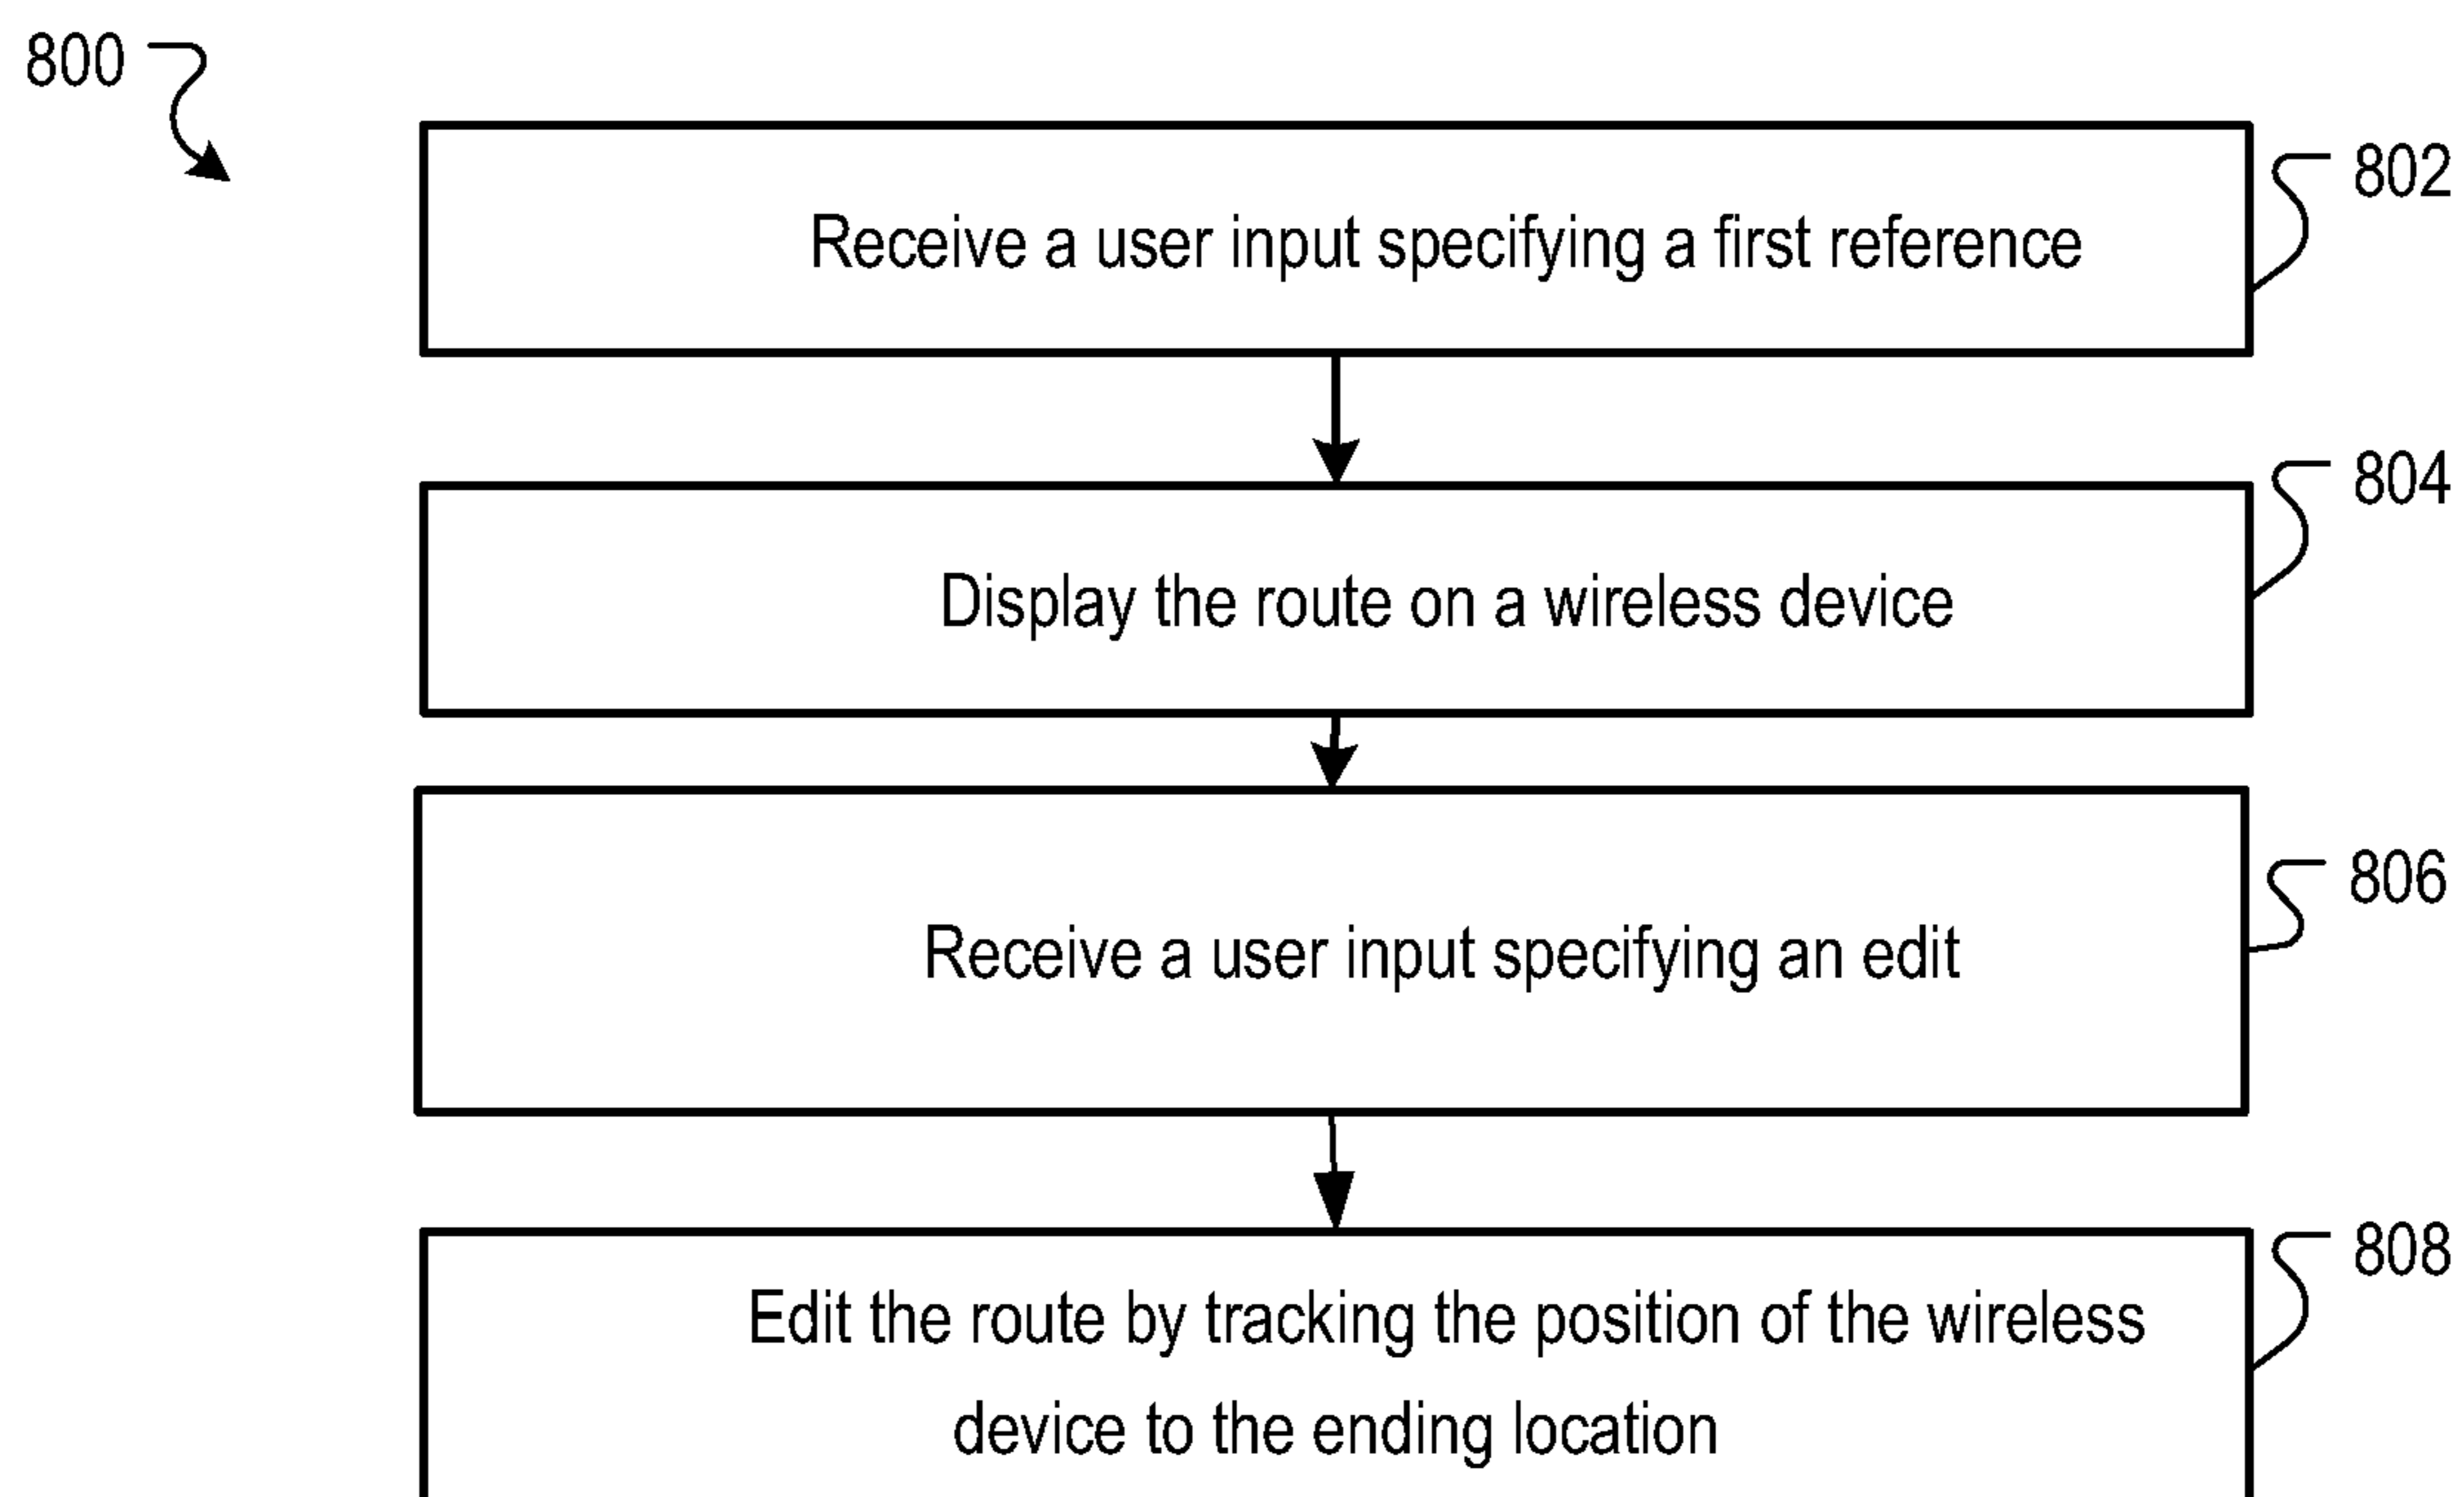 800
802
Receive a user input specifying a first reference
804
Display the route on a wireless device
806
Receive a user input specifying an edit
808
Edit the route by tracking the position of the wireless
device to the ending location